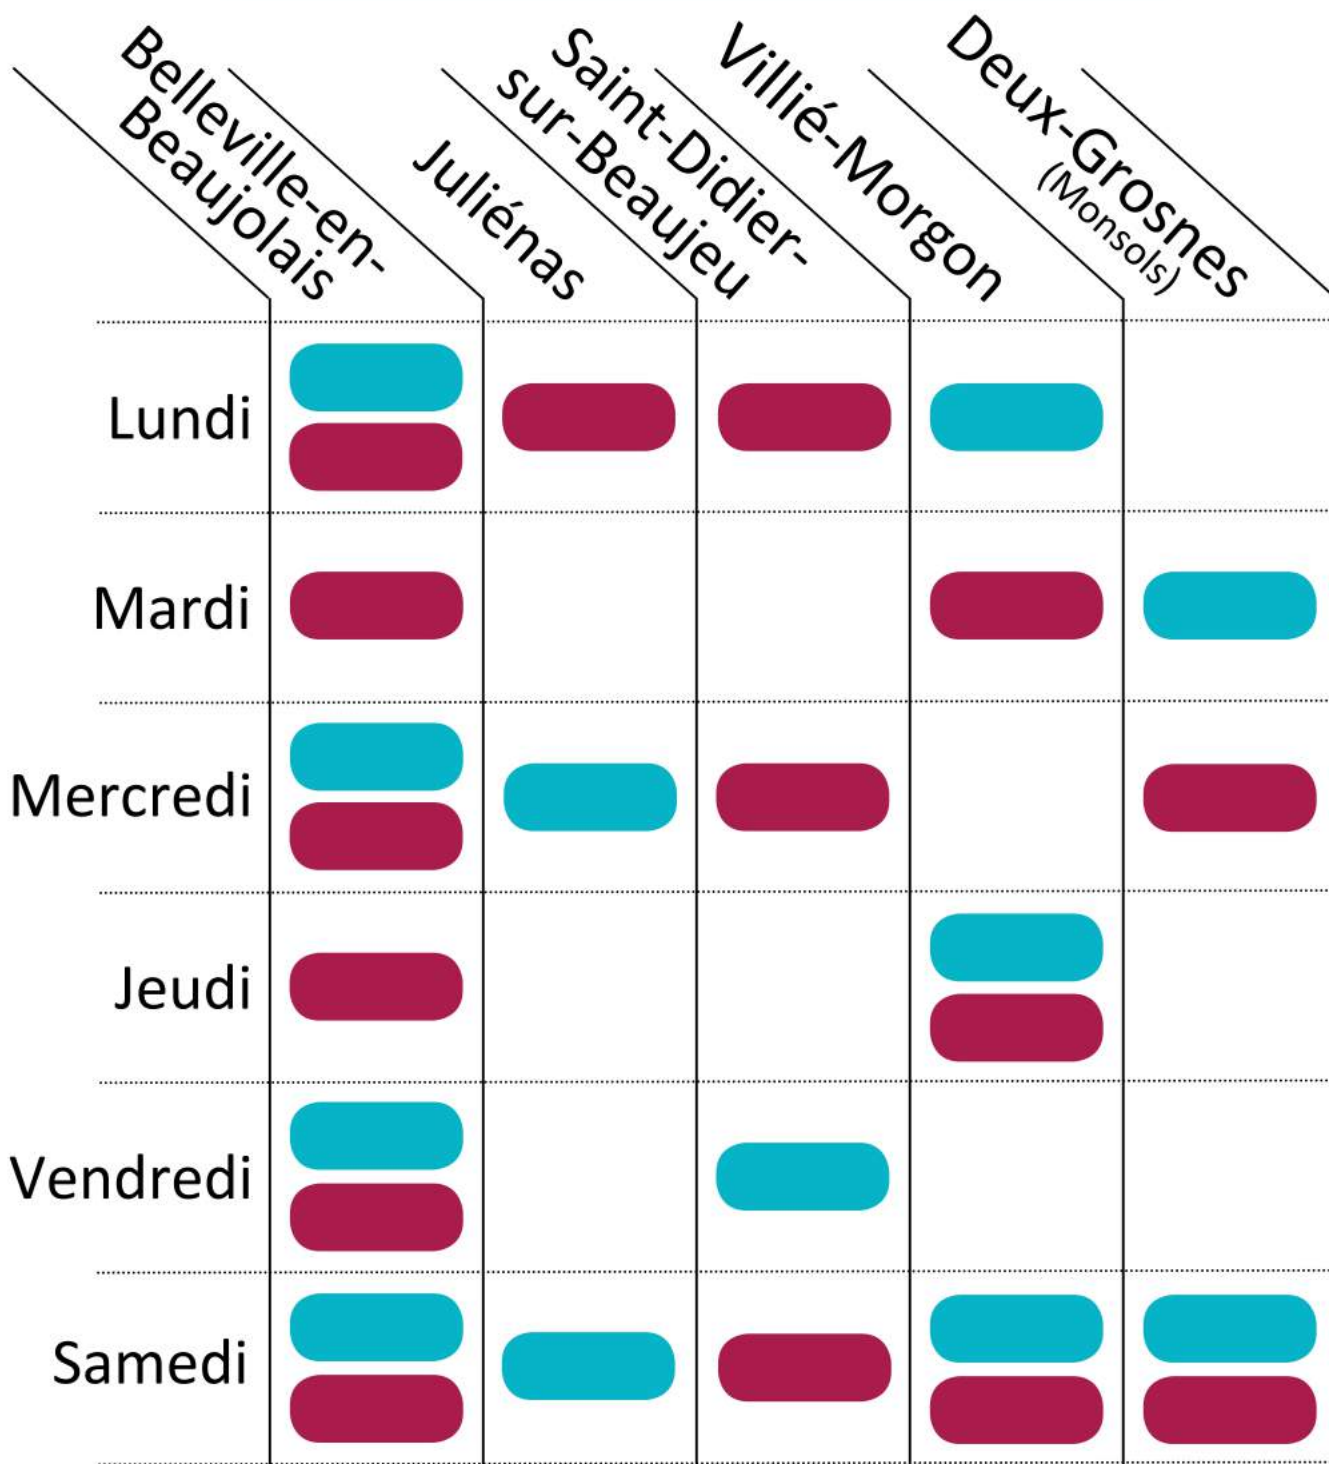 Belleville-en-
Beaujolais
Juliénas
Saint-Didier-
sur-Beaujeu
Villié-Morgon
Deux-Grosnes
(Monsols)
Lundi
Mardi
Mercredi
Jeudi
Vendredi
Samedi